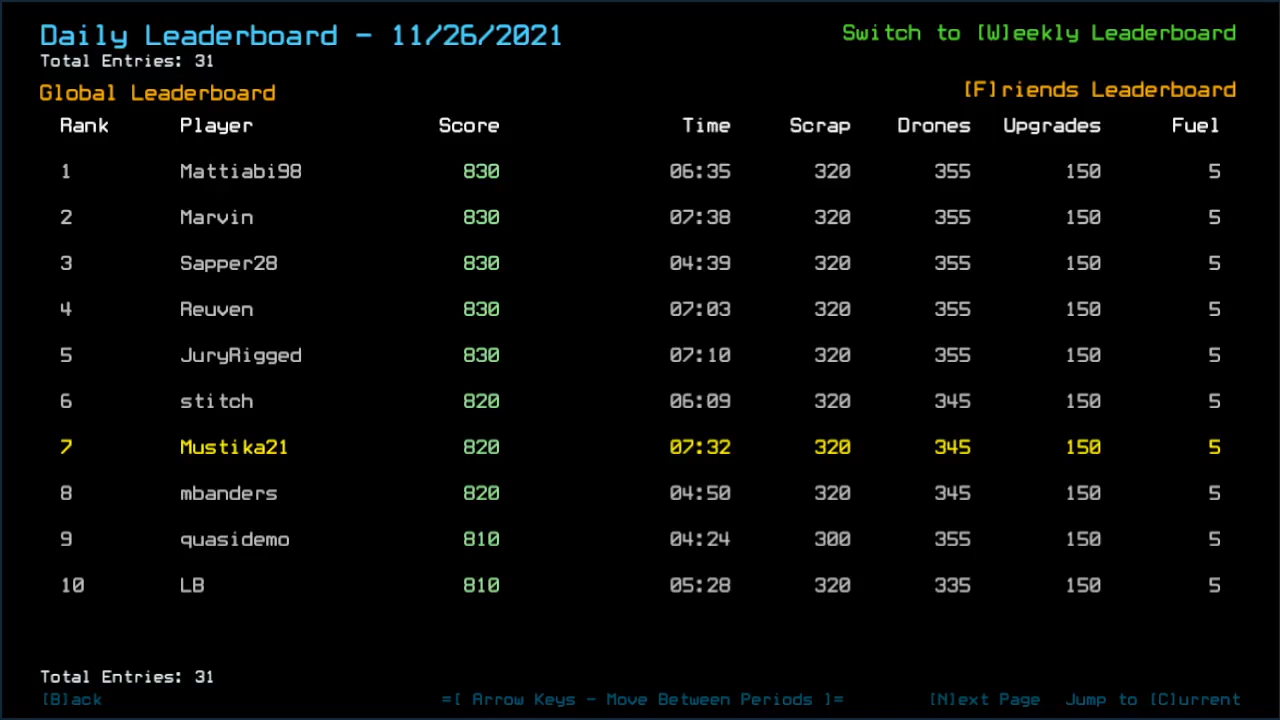 Daily Leaderboard - 11/26/2021 Switch to [W]eekly Leaderboard
Total Entries: 31
Global Leaderboard [F]riends Leaderboard
Rank Player Score Time Scrap Drones Upgrades Fuel
1 Mattiabi98 830 06:35 320 355 150 5
2 Marvin 830 07:38 320 355 150 5
3 Sapper28 830 04:39 320 355 150 5
4 Reuven 830 07:03 320 355 150 5
5 JuryRigged 830 07:10 320 355 150 5
6 stitch 820 06:09 320 345 150 5
7 Mustika21 820 07:32 320 345 150 5
8 mbanders 820 04:50 320 345 150 5
9 quasidemo 810 04:24 300 355 150 5
10 LB 810 05:28 320 335 150 5
Total Entries: 31
[B]ack =[ Arrow Keys - Move Between Periods ]= [N]ext Page Jump to [C]urrent